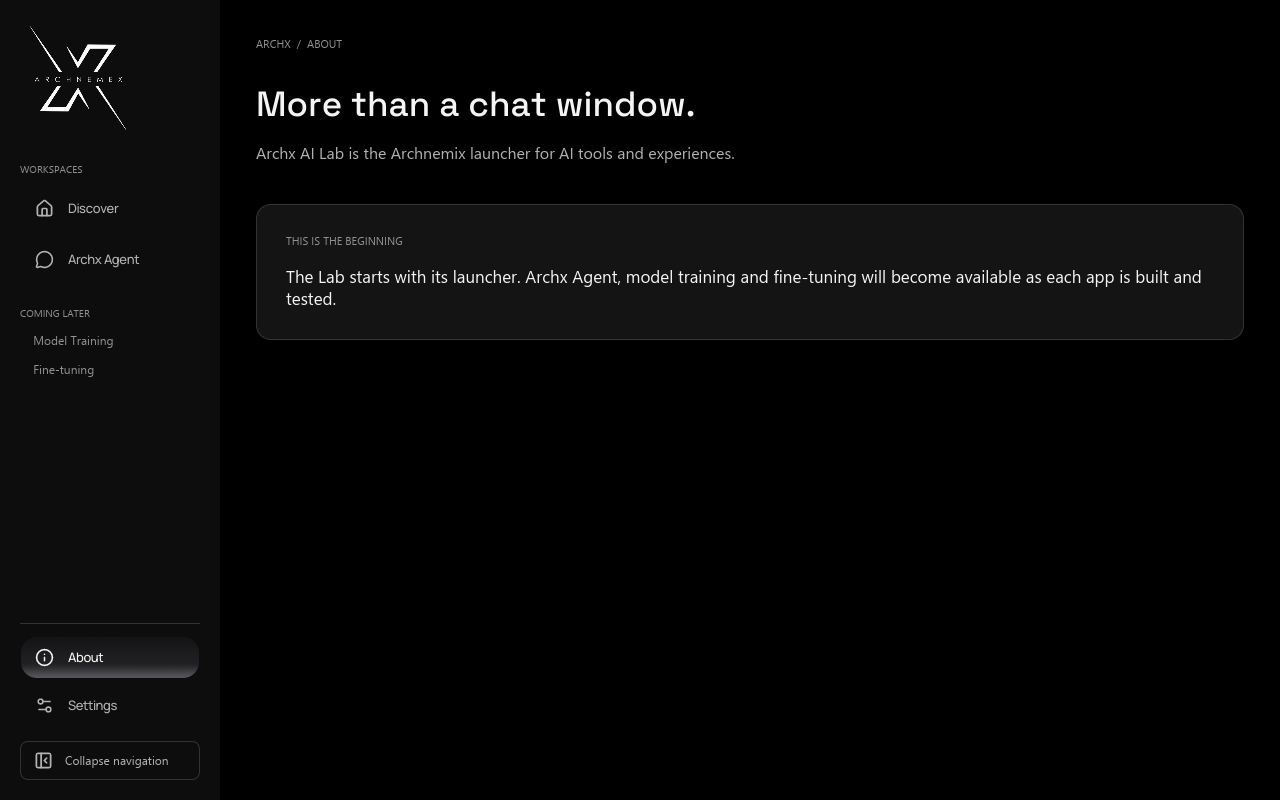 ARCHNEMEX
WORKSPACES
Discover
Archx Agent
COMING LATER
Model Training
Fine-tuning
About
Settings
Collapse navigation
ARCHX / ABOUT
More than a chat window.
Archx AI Lab is the Archnemix launcher for AI tools and experiences.
THIS IS THE BEGINNING
The Lab starts with its launcher. Archx Agent, model training and fine-tuning will become available as each app is built and
tested.